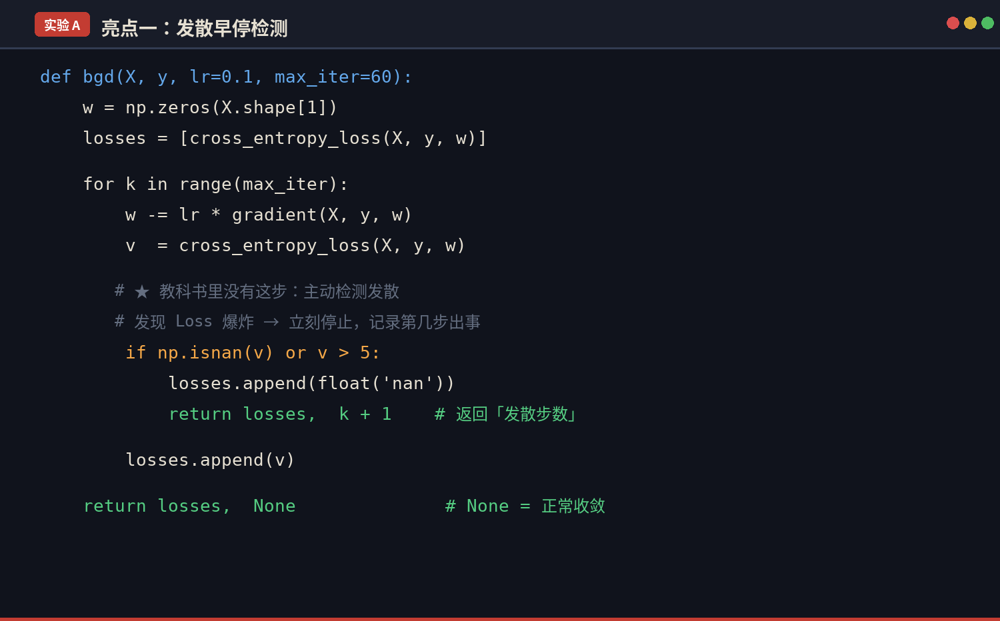 实验 A 亮点一：发散早停检测
def bgd(X, y, lr=0.1, max_iter=60):
    w = np.zeros(X.shape[1])
    losses = [cross_entropy_loss(X, y, w)]
    for k in range(max_iter):
        w -= lr * gradient(X, y, w)
        v  = cross_entropy_loss(X, y, w)
       # ★ 教科书里没有这步：主动检测发散
       # 发现 Loss 爆炸 → 立刻停止，记录第几步出事
        if np.isnan(v) or v > 5:
            losses.append(float('nan'))
            return losses,  k + 1    # 返回「发散步数」
        losses.append(v)
    return losses,  None              # None = 正常收敛